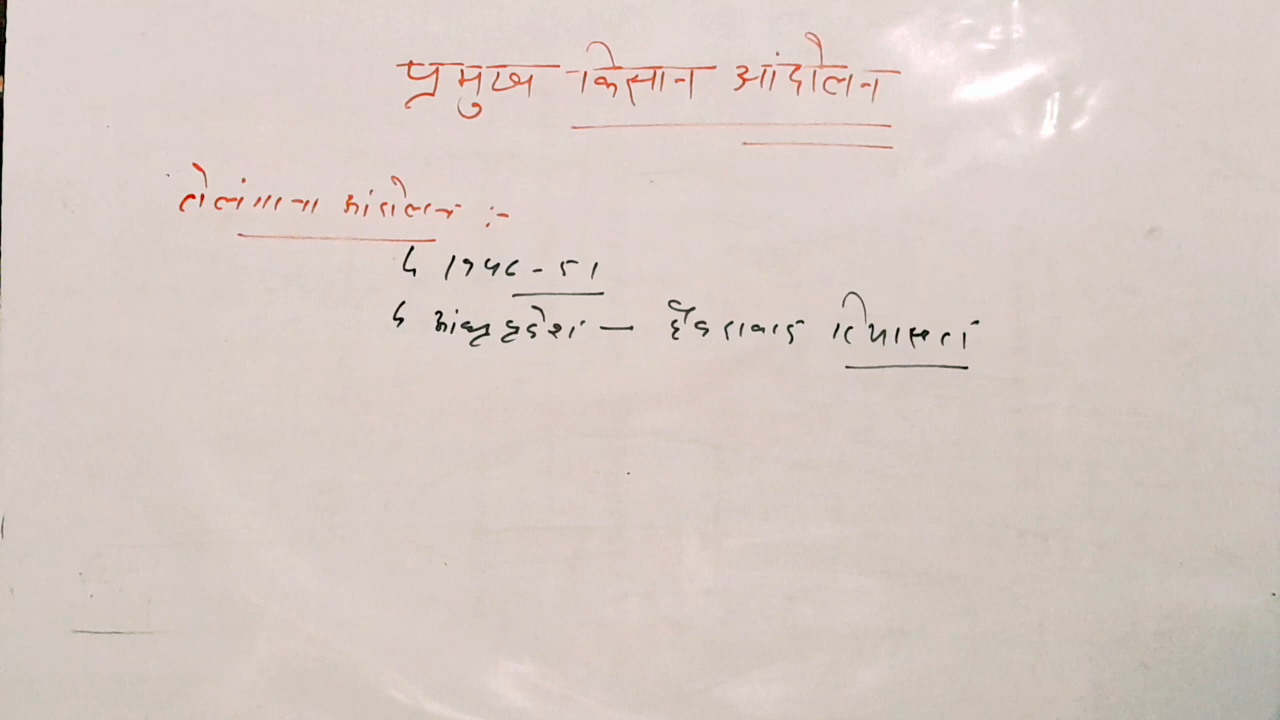 प्रमुख किसान आंदोलन
तेलंगाना आंदोलन :-
↳ 1946 - 51
↳ आंध्रप्रदेश — हैदराबाद रियासत